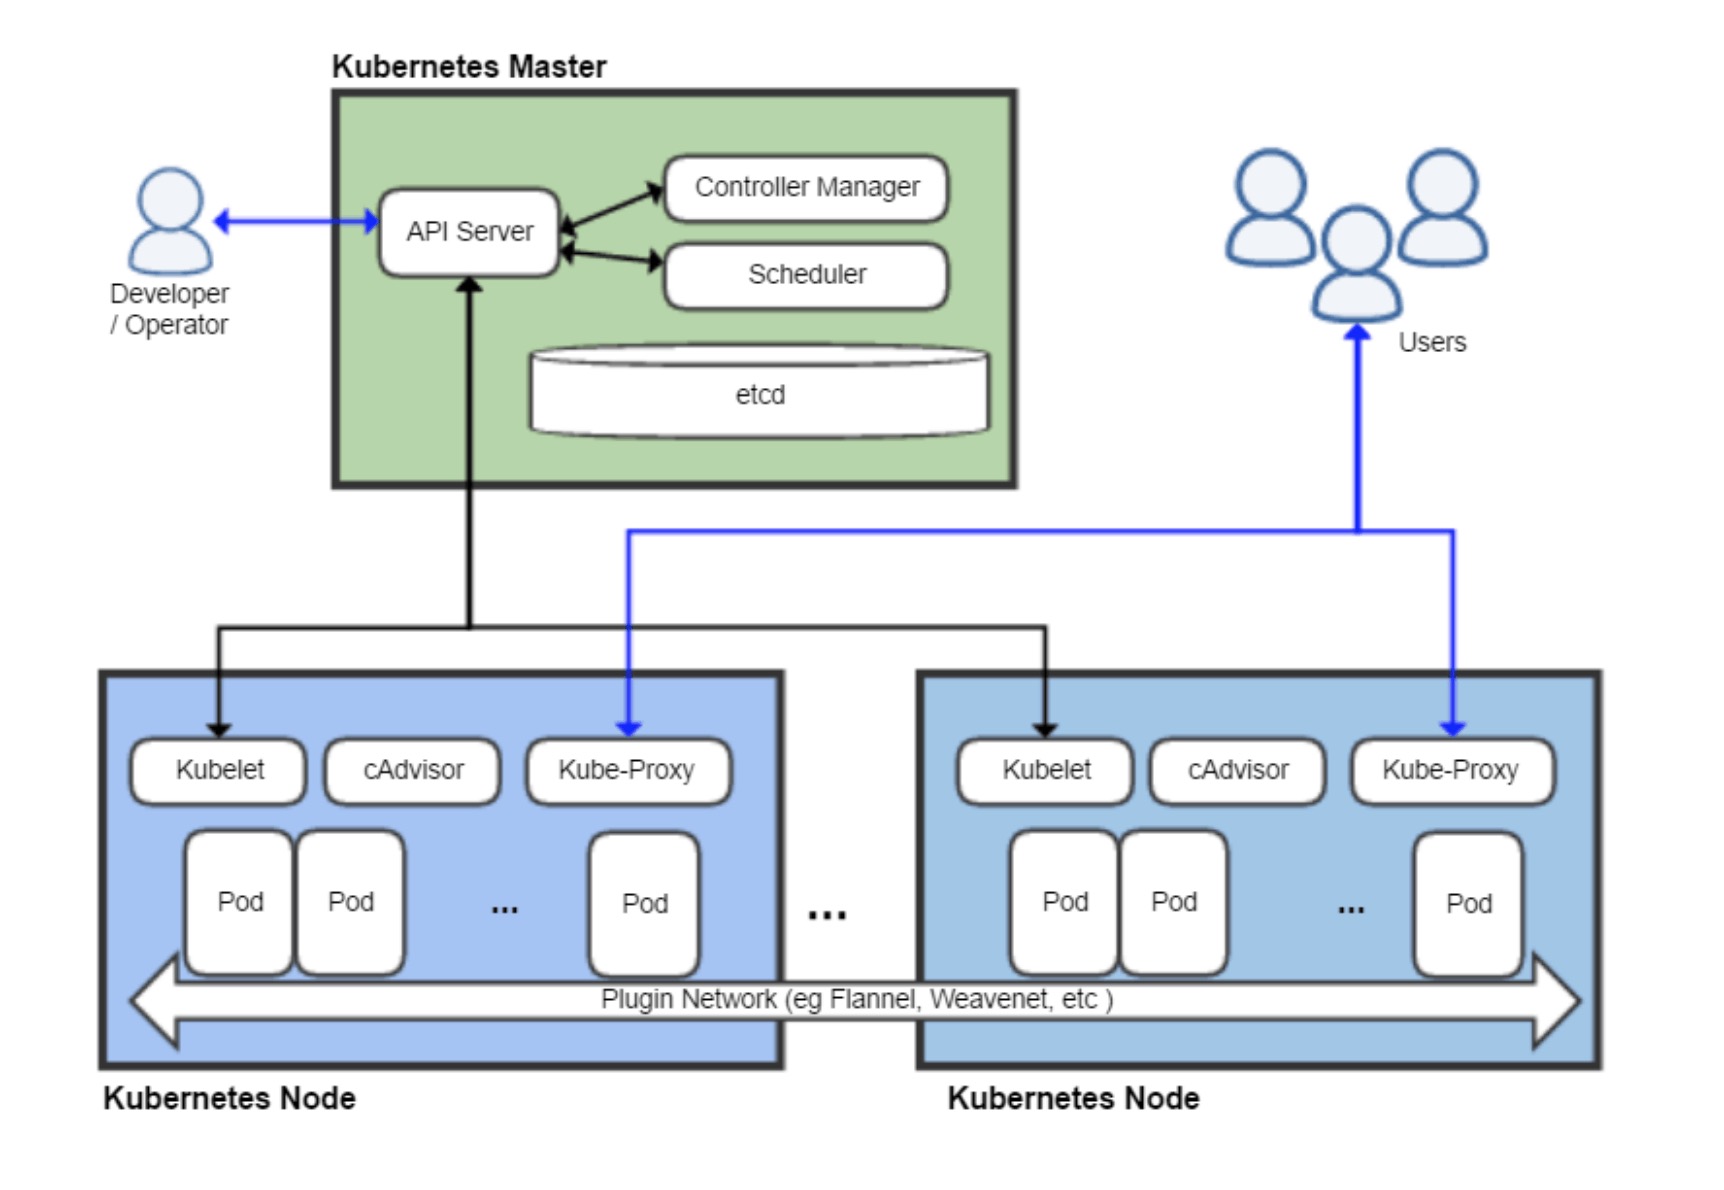 Kubernetes Master
Controller Manager
API Server
Scheduler
Developer
/ Operator
etcd
Users
Kubelet
cAdvisor
Kube-Proxy
Kubelet
cAdvisor
Kube-Proxy
Pod
Pod
...
Pod
...
Pod
Pod
...
Pod
Plugin Network (eg Flannel, Weavenet, etc )
Kubernetes Node
Kubernetes Node